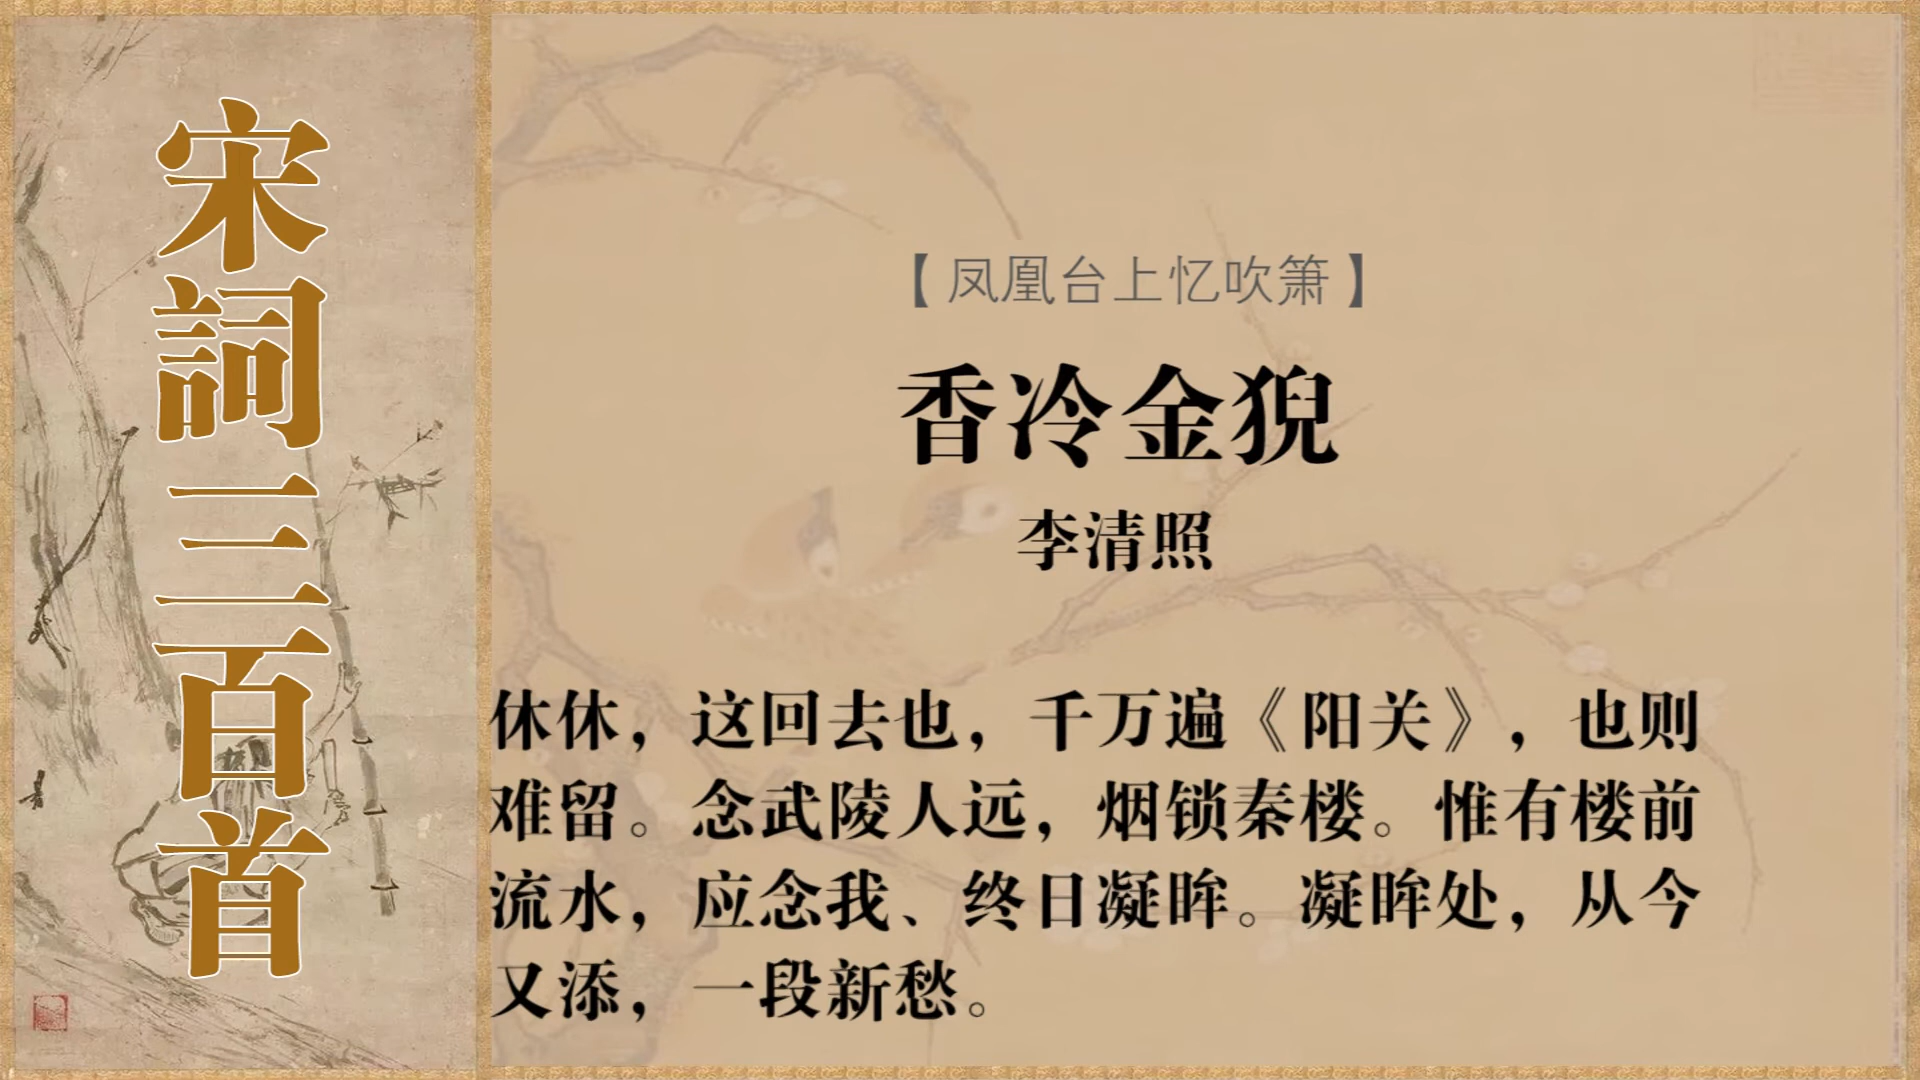 宋詞三百首
【凤凰台上忆吹箫】
香冷金猊
李清照
休休，这回去也，千万遍《阳关》，也则
难留。念武陵人远，烟锁秦楼。惟有楼前
流水，应念我、终日凝眸。凝眸处，从今
又添，一段新愁。